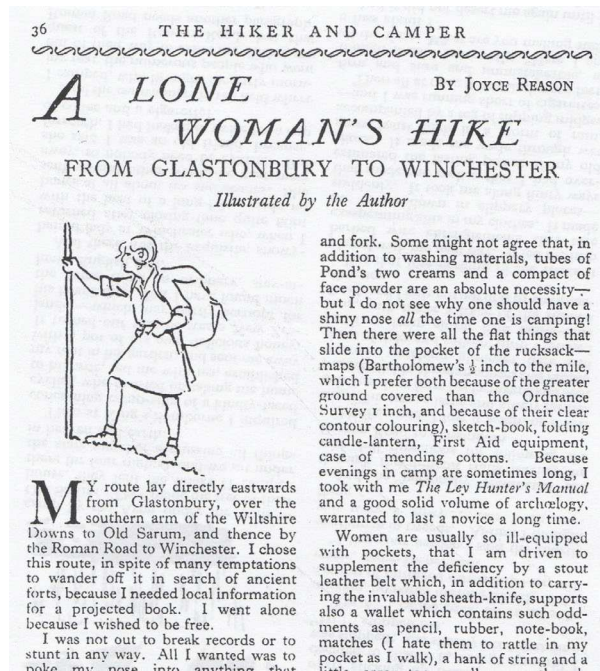 36 THE HIKER AND CAMPER
A LONE
WOMAN'S HIKE
By Joyce Reason
FROM GLASTONBURY TO WINCHESTER
Illustrated by the Author
MY route lay directly eastwards
from Glastonbury, over the
southern arm of the Wiltshire
Downs to Old Sarum, and thence by
the Roman Road to Winchester. I chose
this route, in spite of many temptations
to wander off it in search of ancient
forts, because I needed local information
for a projected book. I went alone
because I wished to be free.
I was not out to break records or to
stunt in any way. All I wanted was to
poke my nose into anything that
and fork. Some might not agree that, in
addition to washing materials, tubes of
Pond's two creams and a compact of
face powder are an absolute necessity—
but I do not see why one should have a
shiny nose all the time one is camping!
Then there were all the flat things that
slide into the pocket of the rucksack—
maps (Bartholomew's ½ inch to the mile,
which I prefer both because of the greater
ground covered than the Ordnance
Survey 1 inch, and because of their clear
contour colouring), sketch-book, folding
candle-lantern, First Aid equipment,
case of mending cottons. Because
evenings in camp are sometimes long, I
took with me The Ley Hunter's Manual
and a good solid volume of archæology,
warranted to last a novice a long time.
Women are usually so ill-equipped
with pockets, that I am driven to
supplement the deficiency by a stout
leather belt which, in addition to carry-
ing the invaluable sheath-knife, supports
also a wallet which contains such odd-
ments as pencil, rubber, note-book,
matches (I hate them to rattle in my
pocket as I walk), a hank of string and a